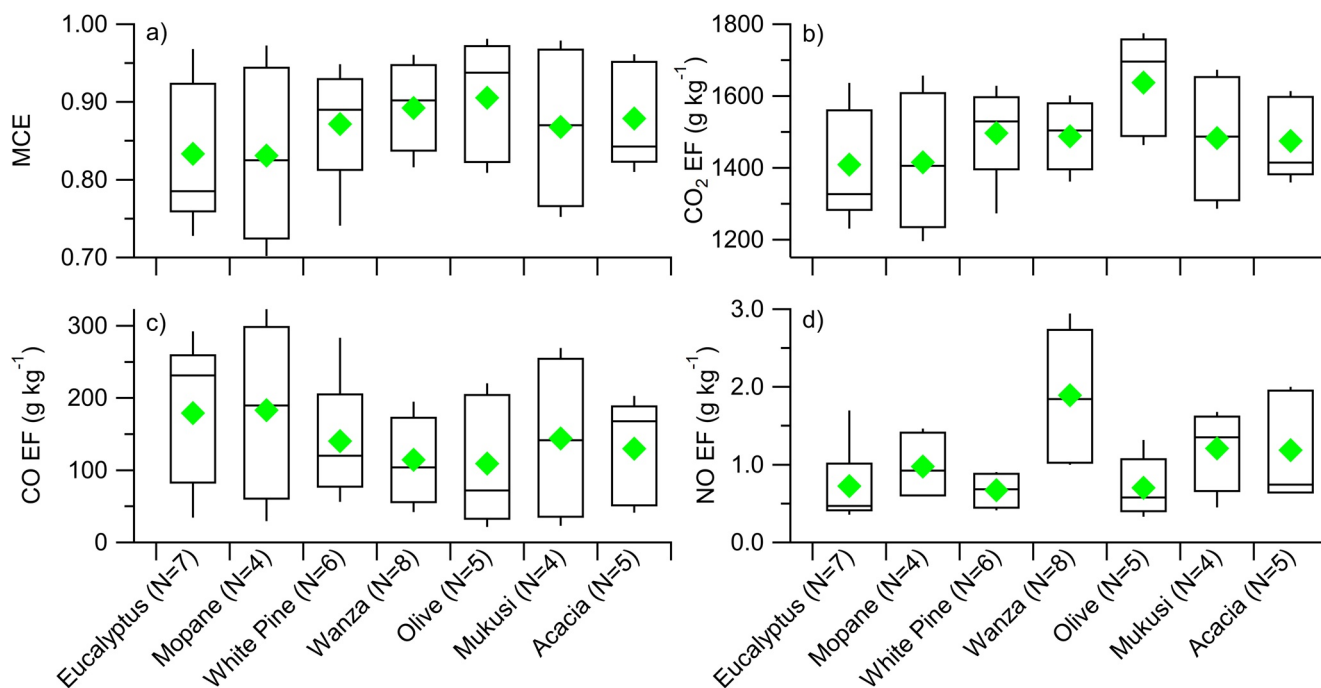 a)
MCE
1.00
0.90
0.80
0.70
b)
CO₂ EF (g kg⁻¹)
1800
1600
1400
1200
c)
CO EF (g kg⁻¹)
300
200
100
0
d)
NO EF (g kg⁻¹)
3.0
2.0
1.0
0.0
Eucalyptus (N=7)
Mopane (N=4)
White Pine (N=6)
Wanza (N=8)
Olive (N=5)
Mukusi (N=4)
Acacia (N=5)
Eucalyptus (N=7)
Mopane (N=4)
White Pine (N=6)
Wanza (N=8)
Olive (N=5)
Mukusi (N=4)
Acacia (N=5)